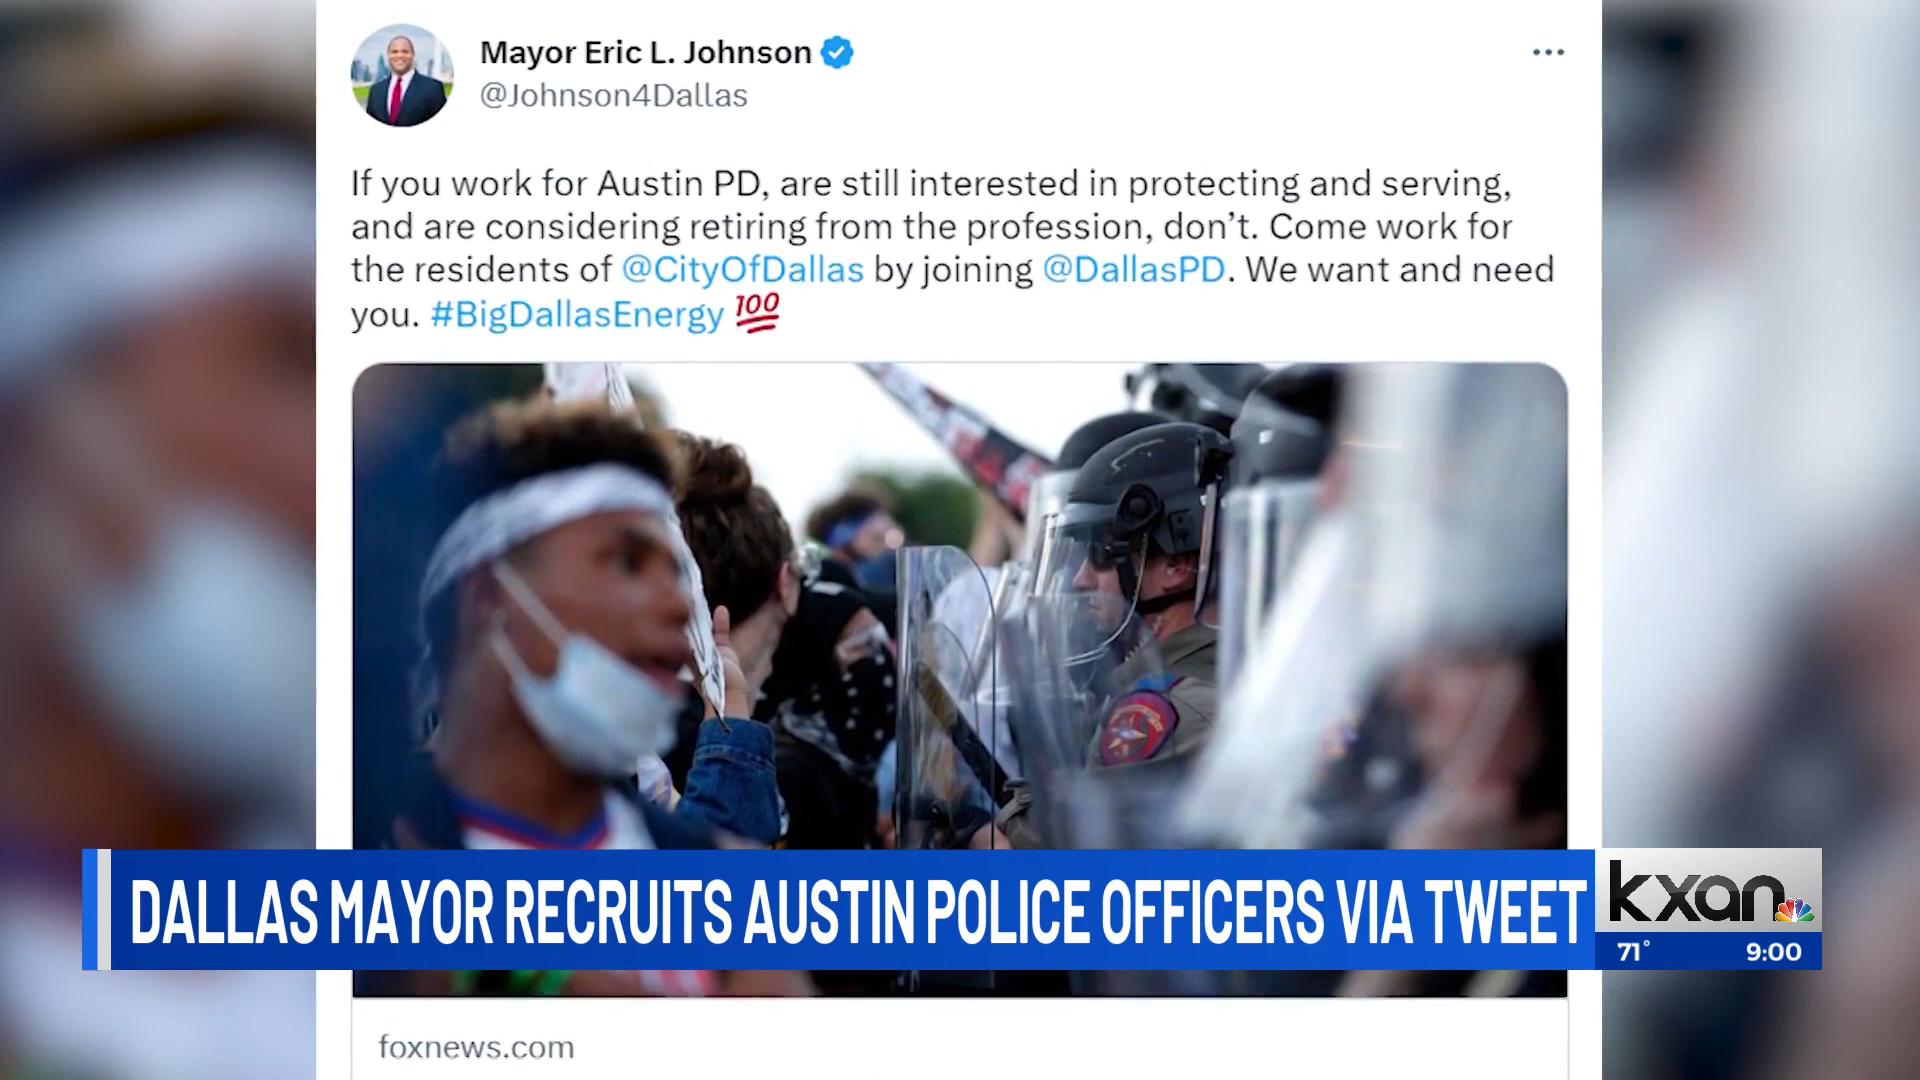 Mayor Eric L. Johnson
@Johnson4Dallas
If you work for Austin PD, are still interested in protecting and serving,
and are considering retiring from the profession, don’t. Come work for
the residents of @CityOfDallas by joining @DallasPD. We want and need
you. #BigDallasEnergy 💯
DALLAS MAYOR RECRUITS AUSTIN POLICE OFFICERS VIA TWEET
kxan
71° 9:00
foxnews.com